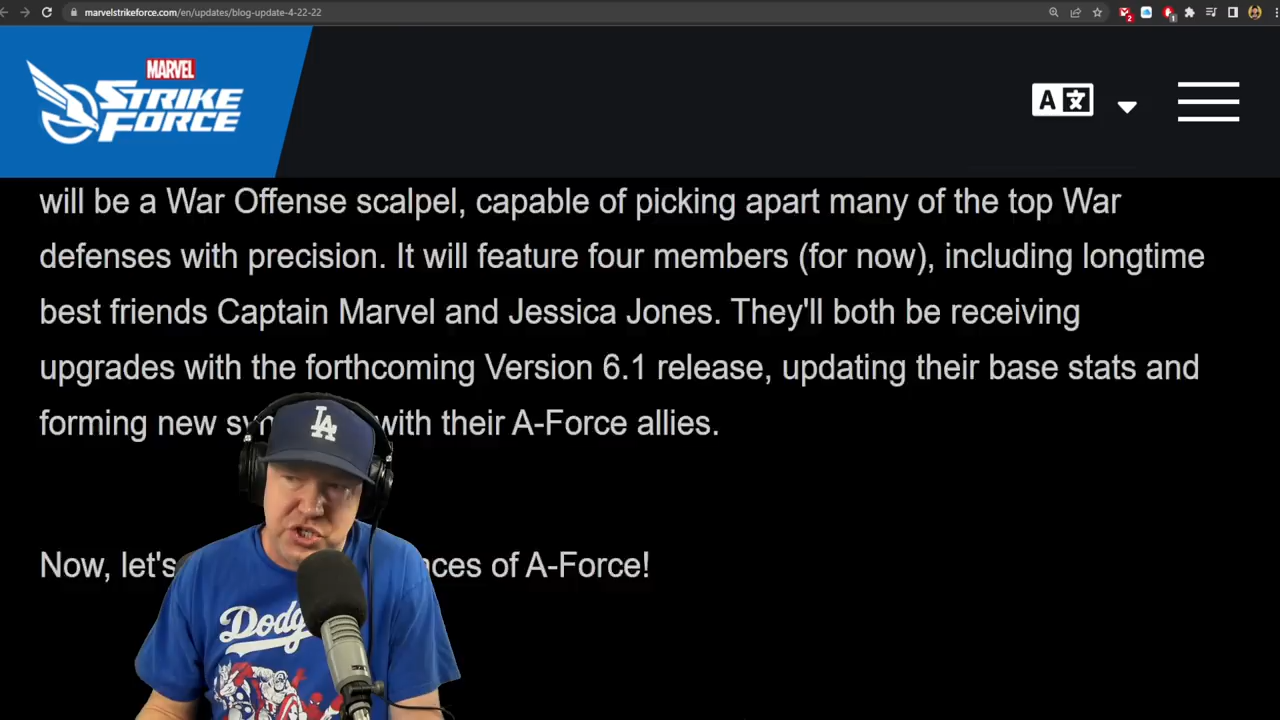 marvelstrikeforce.com/en/updates/blog-update-4-22-22
MARVEL
STRIKE
FORCE
A 文
will be a War Offense scalpel, capable of picking apart many of the top War
defenses with precision. It will feature four members (for now), including longtime
best friends Captain Marvel and Jessica Jones. They'll both be receiving
upgrades with the forthcoming Version 6.1 release, updating their base stats and
forming new with their A-Force allies.
Now, let's of A-Force!
LA